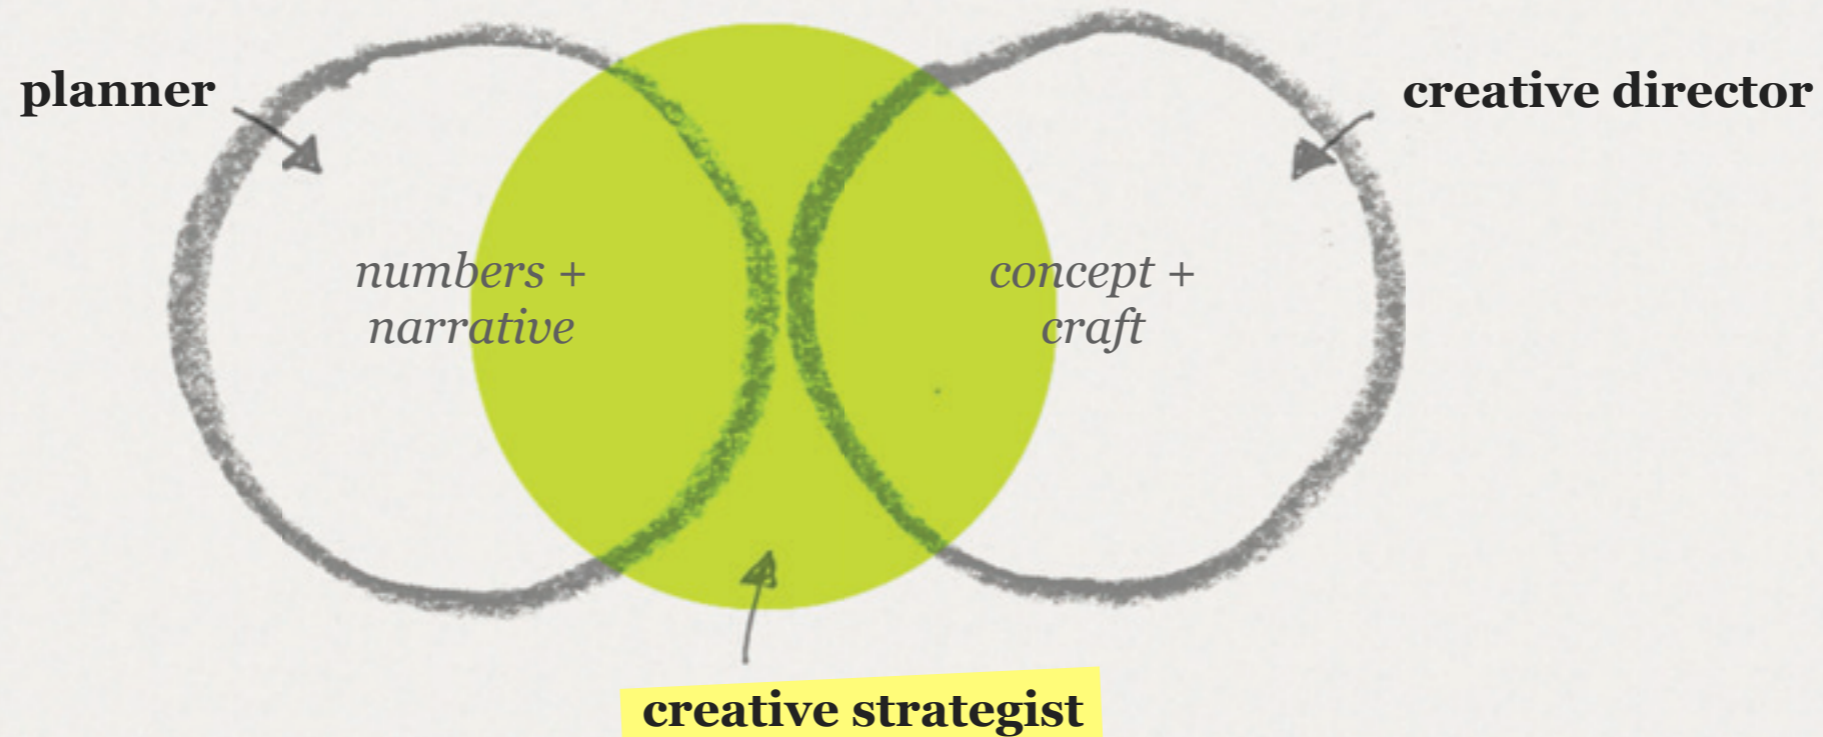 planner
creative director
numbers +
narrative
concept +
craft
creative strategist